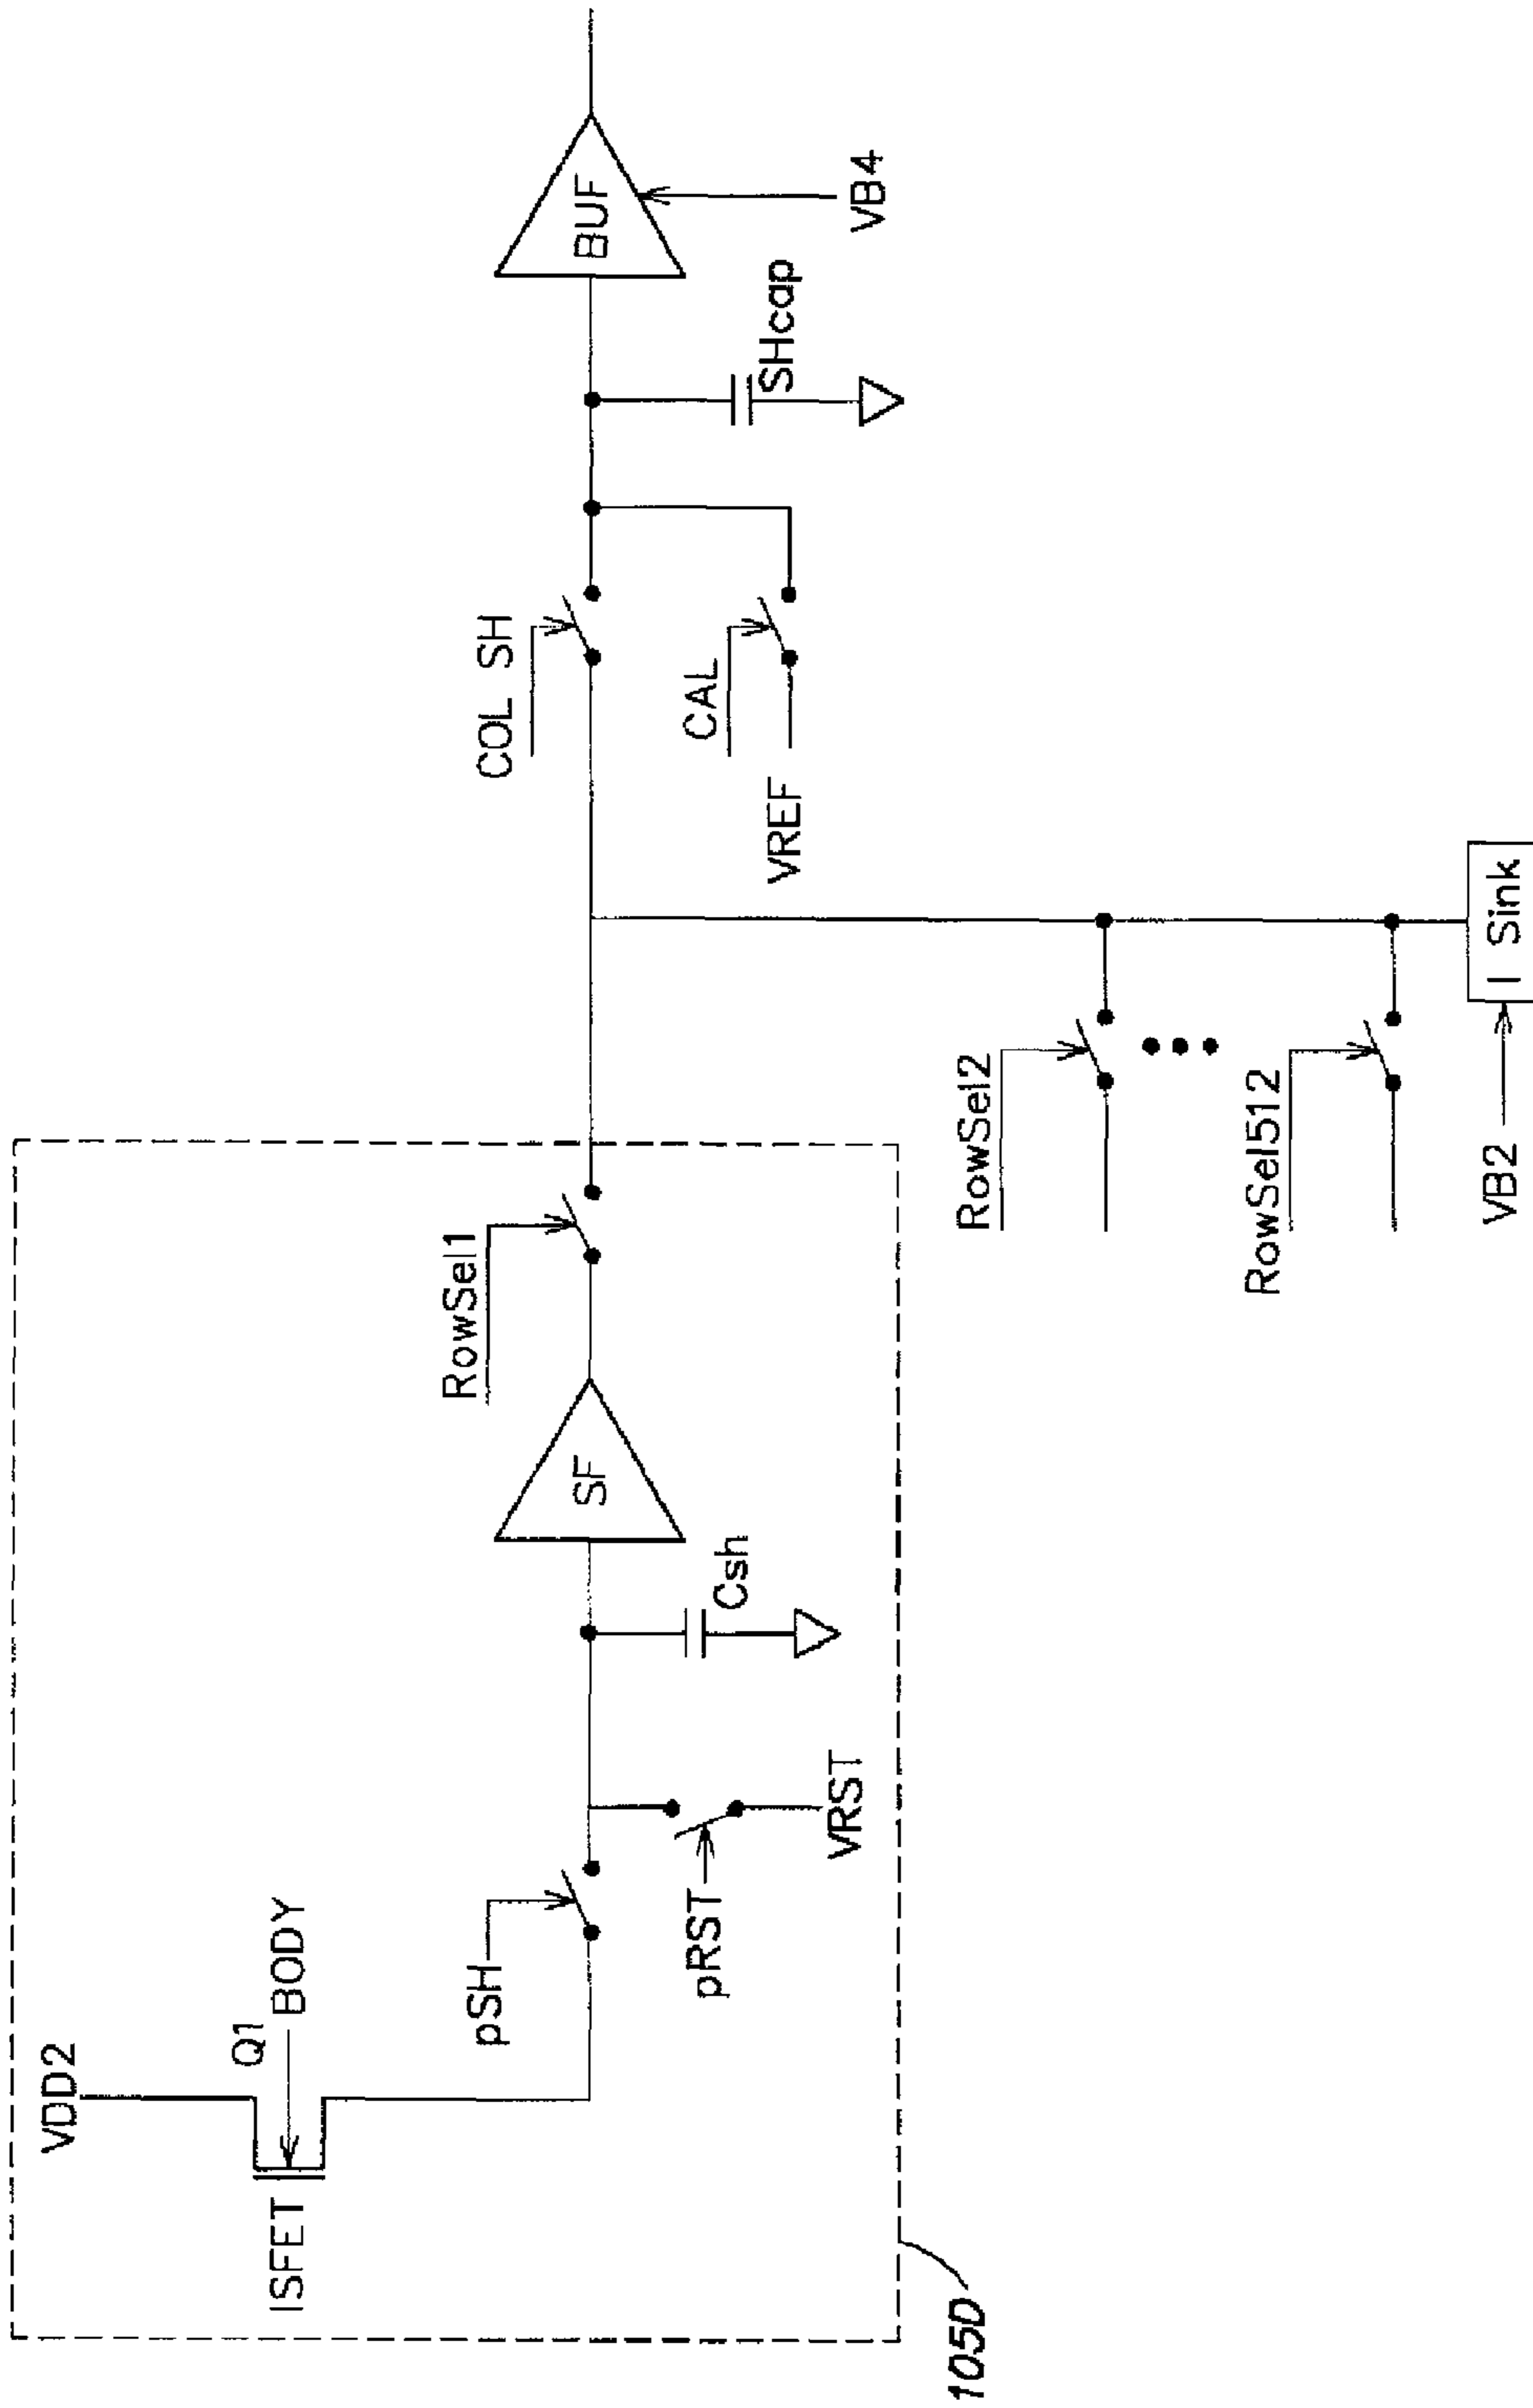 VDD2
Q1
BODY
ISFET
pSH
pRST
VRST
Csh
SF
RowSel1
RowSel2
RowSel512
VB2
I Sink
COL SH
CAL
VREF
SHcap
BUF
VB4
105D